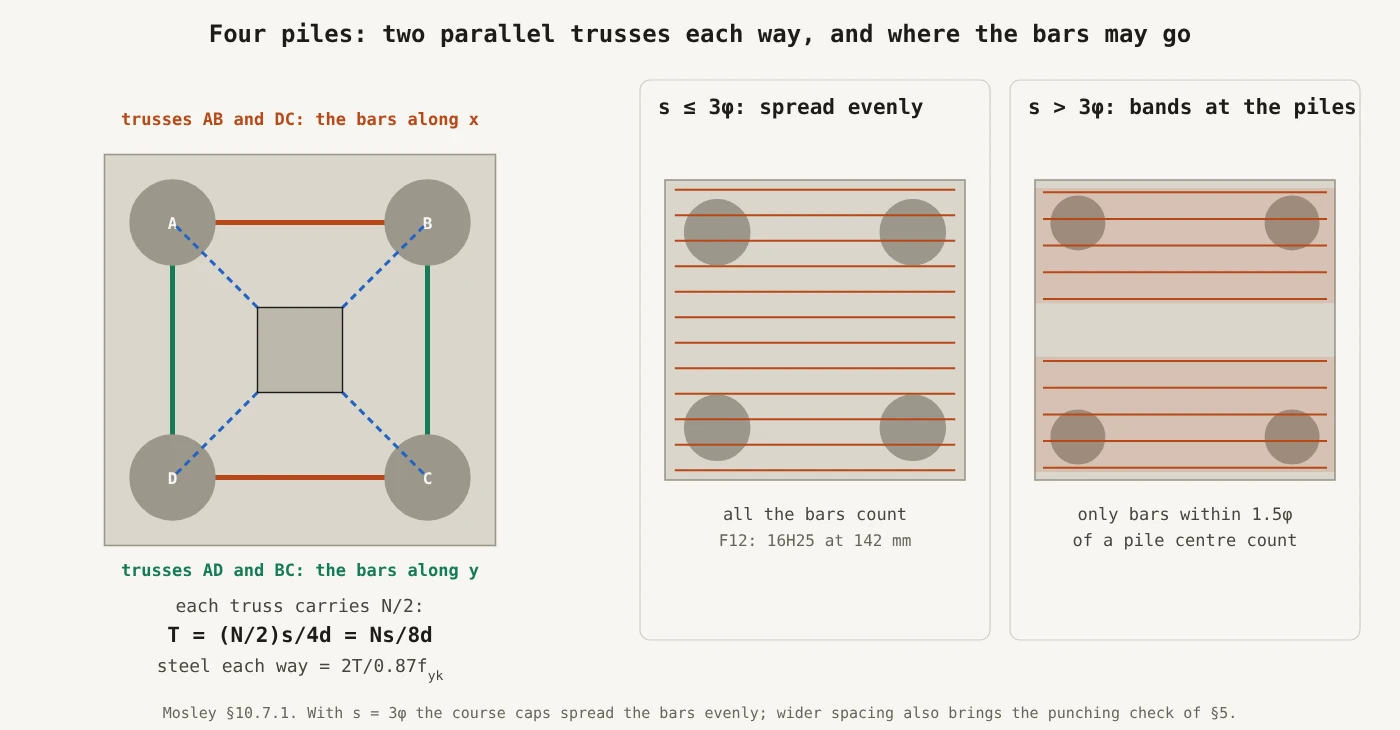 Four piles: two parallel trusses each way, and where the bars may go
trusses AB and DC: the bars along x
A
B
D
C
trusses AD and BC: the bars along y
each truss carries N/2:
T = (N/2)s/4d = Ns/8d
steel each way = 2T/0.87fyk
s ≤ 3φ: spread evenly
all the bars count
F12: 16H25 at 142 mm
s > 3φ: bands at the piles
only bars within 1.5φ
of a pile centre count
Mosley §10.7.1. With s = 3φ the course caps spread the bars evenly; wider spacing also brings the punching check of §5.